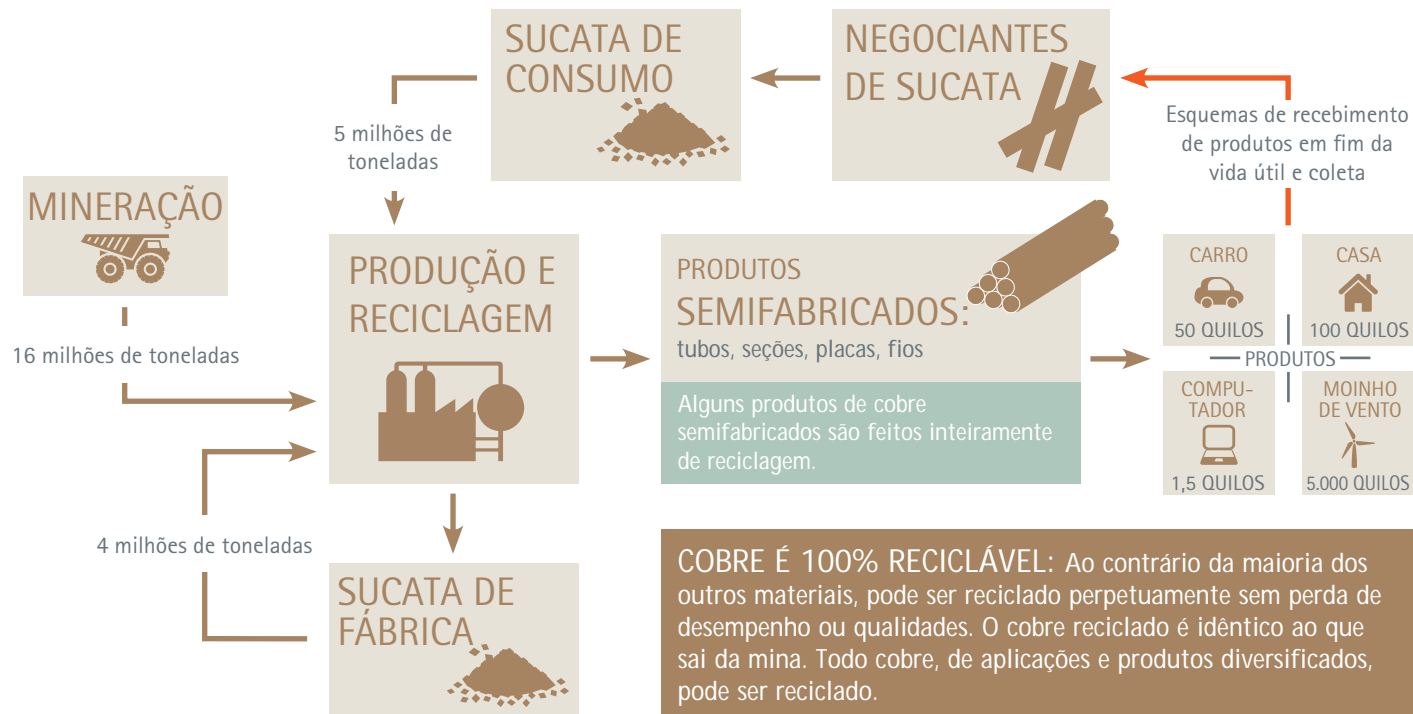 SUCATA DE
CONSUMO
NEGOCIANTES
DE SUCATA
Esquemas de recebimento
de produtos em fim da
vida útil e coleta
5 milhões de
toneladas
MINERAÇÃO
16 milhões de toneladas
PRODUÇÃO E
RECICLAGEM
PRODUTOS
SEMIFABRICADOS:
tubos, seções, placas, fios
Alguns produtos de cobre
semifabricados são feitos inteiramente
de reciclagem.
CARRO
50 QUILOS
CASA
100 QUILOS
PRODUTOS
COMPU-
TADOR
1,5 QUILOS
MOINHO
DE VENTO
5.000 QUILOS
4 milhões de toneladas
SUCATA DE
FÁBRICA
COBRE É 100% RECICLÁVEL: Ao contrário da maioria dos
outros materiais, pode ser reciclado perpetuamente sem perda de
desempenho ou qualidades. O cobre reciclado é idêntico ao que
sai da mina. Todo cobre, de aplicações e produtos diversificados,
pode ser reciclado.